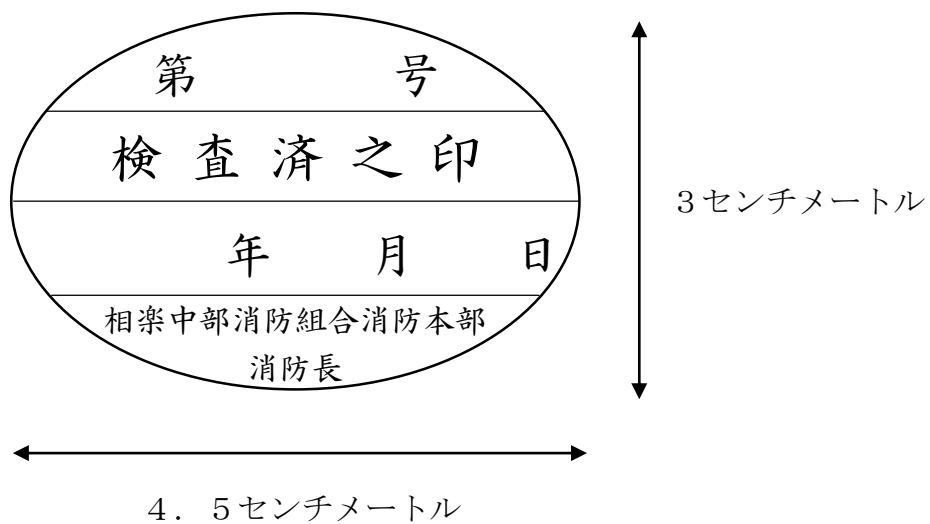 第　　　号
検査済之印
年　　月　　日
相楽中部消防組合消防本部
消防長
３センチメートル
４．５センチメートル